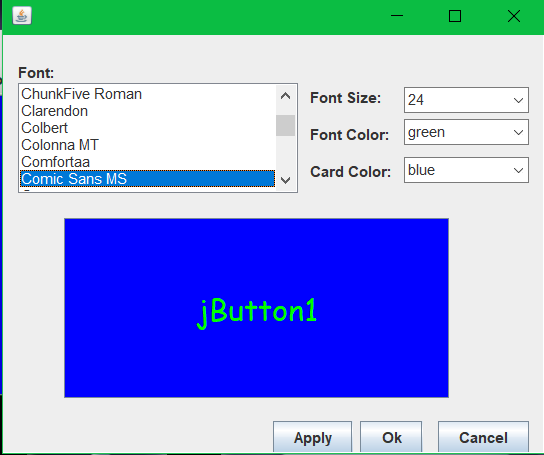 Font:
ChunkFive Roman
Clarendon
Colbert
Colonna MT
Comfortaa
Comic Sans MS
Font Size: 24
Font Color: green
Card Color: blue
jButton1
Apply Ok Cancel